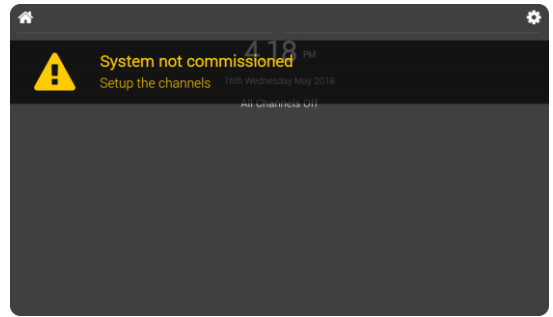 4.18 PM
System not commissioned
Setup the channels
16th Wednesday May 2018
All Channels Off